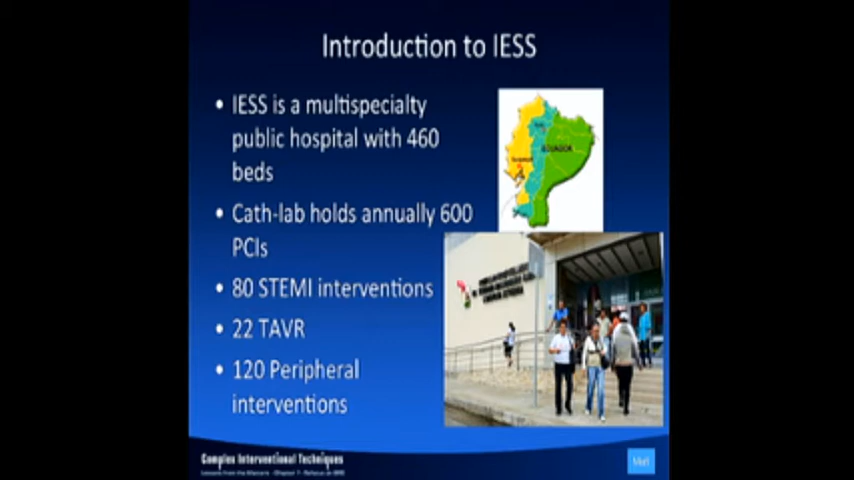 Introduction to IESS
• IESS is a multispecialty
public hospital with 460
beds
• Cath-lab holds annually 600
PCIs
• 80 STEMI interventions
• 22 TAVR
• 120 Peripheral
interventions
ECUADOR
Complex Interventional Techniques